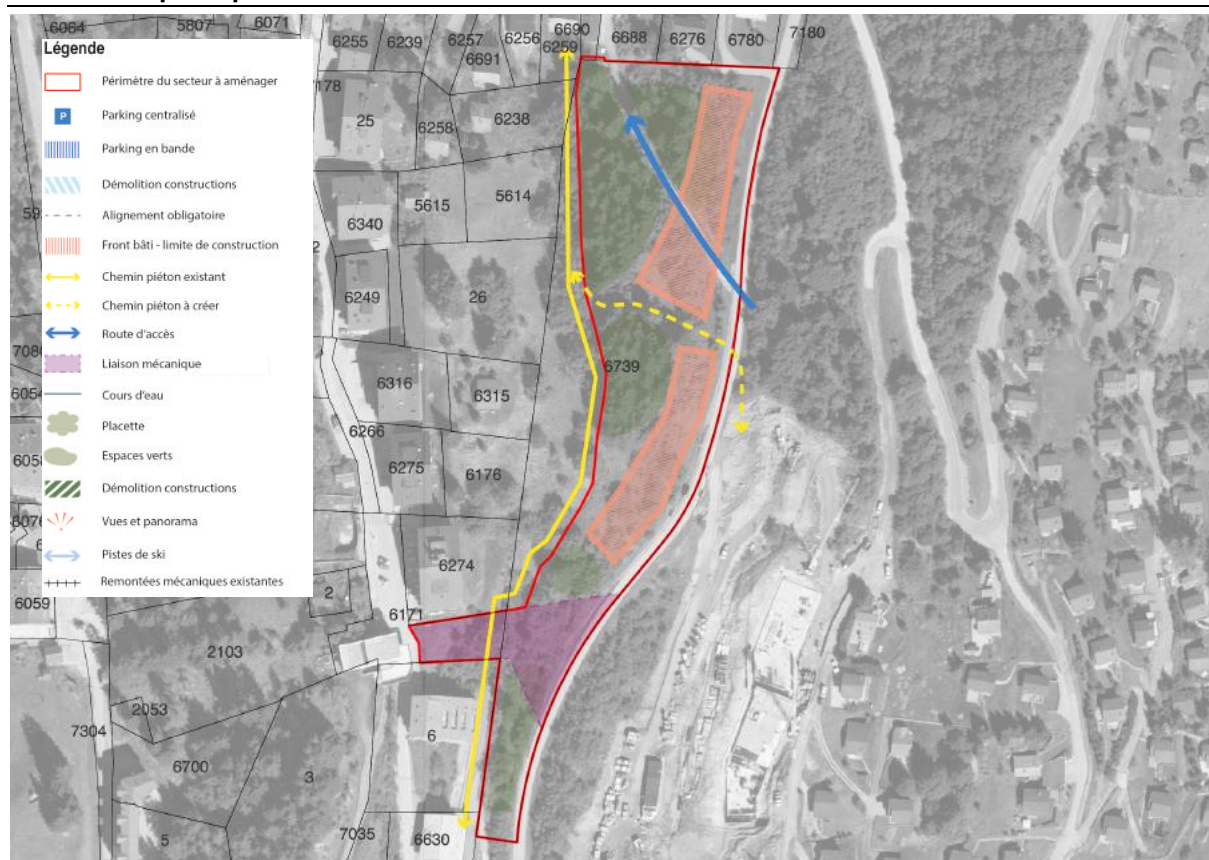 6064
5807
6071
6255
6239
6257
6256
6690
6688
6276
6780
7180
6691
6259
Légende
Périmètre du secteur à aménager
P
Parking centralisé
Parking en bande
Démolition constructions
Alignement obligatoire
Front bâti - limite de construction
Chemin piéton existant
Chemin piéton à créer
Route d'accès
Liaison mécanique
Cours d'eau
Placette
Espaces verts
Démolition constructions
Vues et panorama
Pistes de ski
Remontées mécaniques existantes
25
6258
6238
5615
5614
6340
6249
26
6316
6315
6739
6266
6275
6176
6274
2
6171
6059
2103
2053
7304
6700
3
6
5
7035
6630